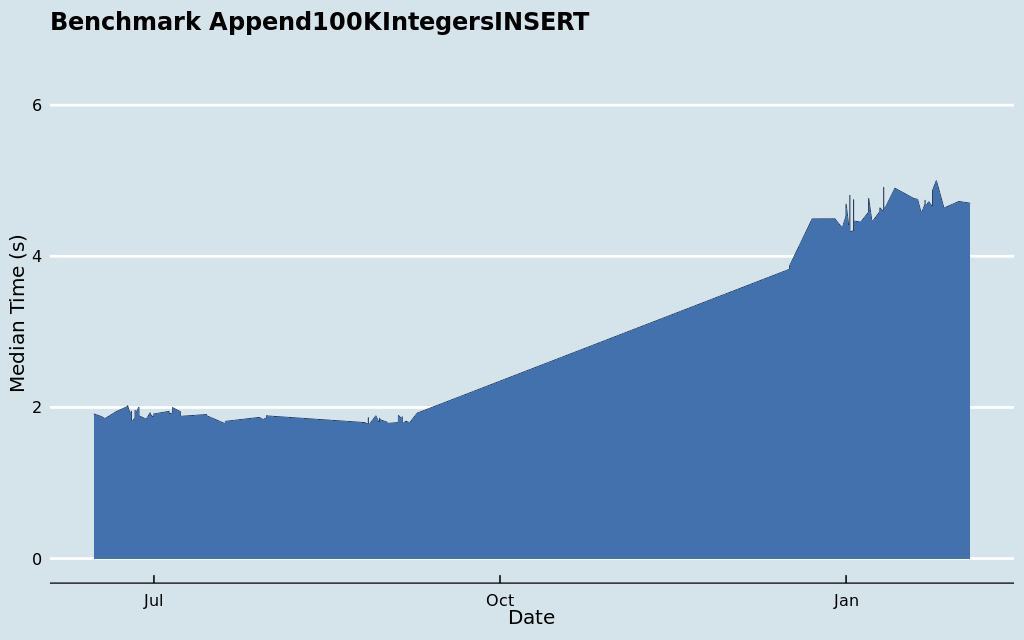 Benchmark Append100KIntegersINSERT
6
4
2
0
Median Time (s)
Jul
Oct
Jan
Date